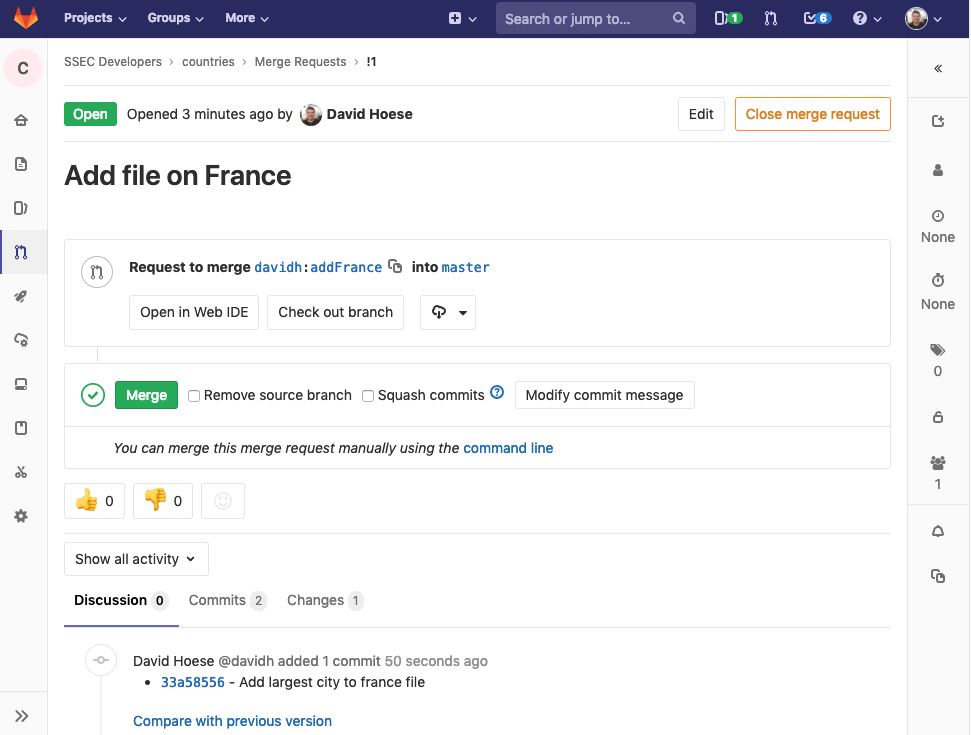 Projects Groups More Search or jump to... 1 6
C
SSEC Developers › countries › Merge Requests › !1
Open Opened 3 minutes ago by David Hoese Edit Close merge request
Add file on France
None
Request to merge davidh:addFrance into master
Open in Web IDE Check out branch
None
0
Merge Remove source branch Squash commits ? Modify commit message
You can merge this merge request manually using the command line
1
0 0
Show all activity
Discussion 0 Commits 2 Changes 1
David Hoese @davidh added 1 commit 50 seconds ago
• 33a58556 - Add largest city to france file
Compare with previous version